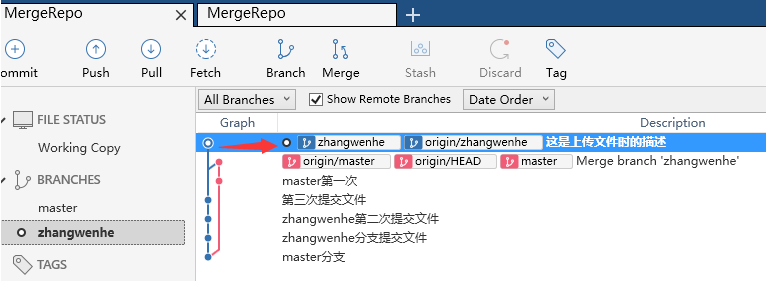 MergeRepo MergeRepo
ommit Push Pull Fetch Branch Merge Stash Discard Tag
All Branches Show Remote Branches Date Order
FILE STATUS
Working Copy
BRANCHES
master
zhangwenhe
TAGS
Graph Description
zhangwenhe origin/zhangwenhe 这是上传文件时的描述
origin/master origin/HEAD master Merge branch 'zhangwenhe'
master第一次
第三次提交文件
zhangwenhe第二次提交文件
zhangwenhe分支提交文件
master分支